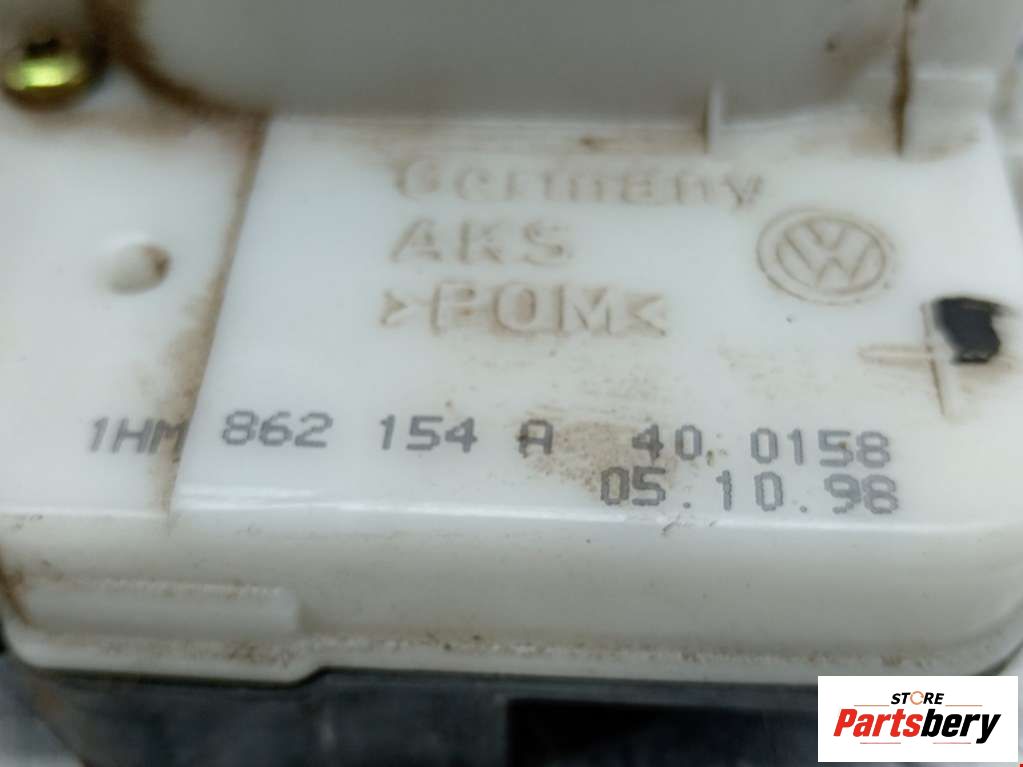 Germany
AKS
>POM<
1HM 862 154 A 40 0158
05.10.98
STORE
Partsbery